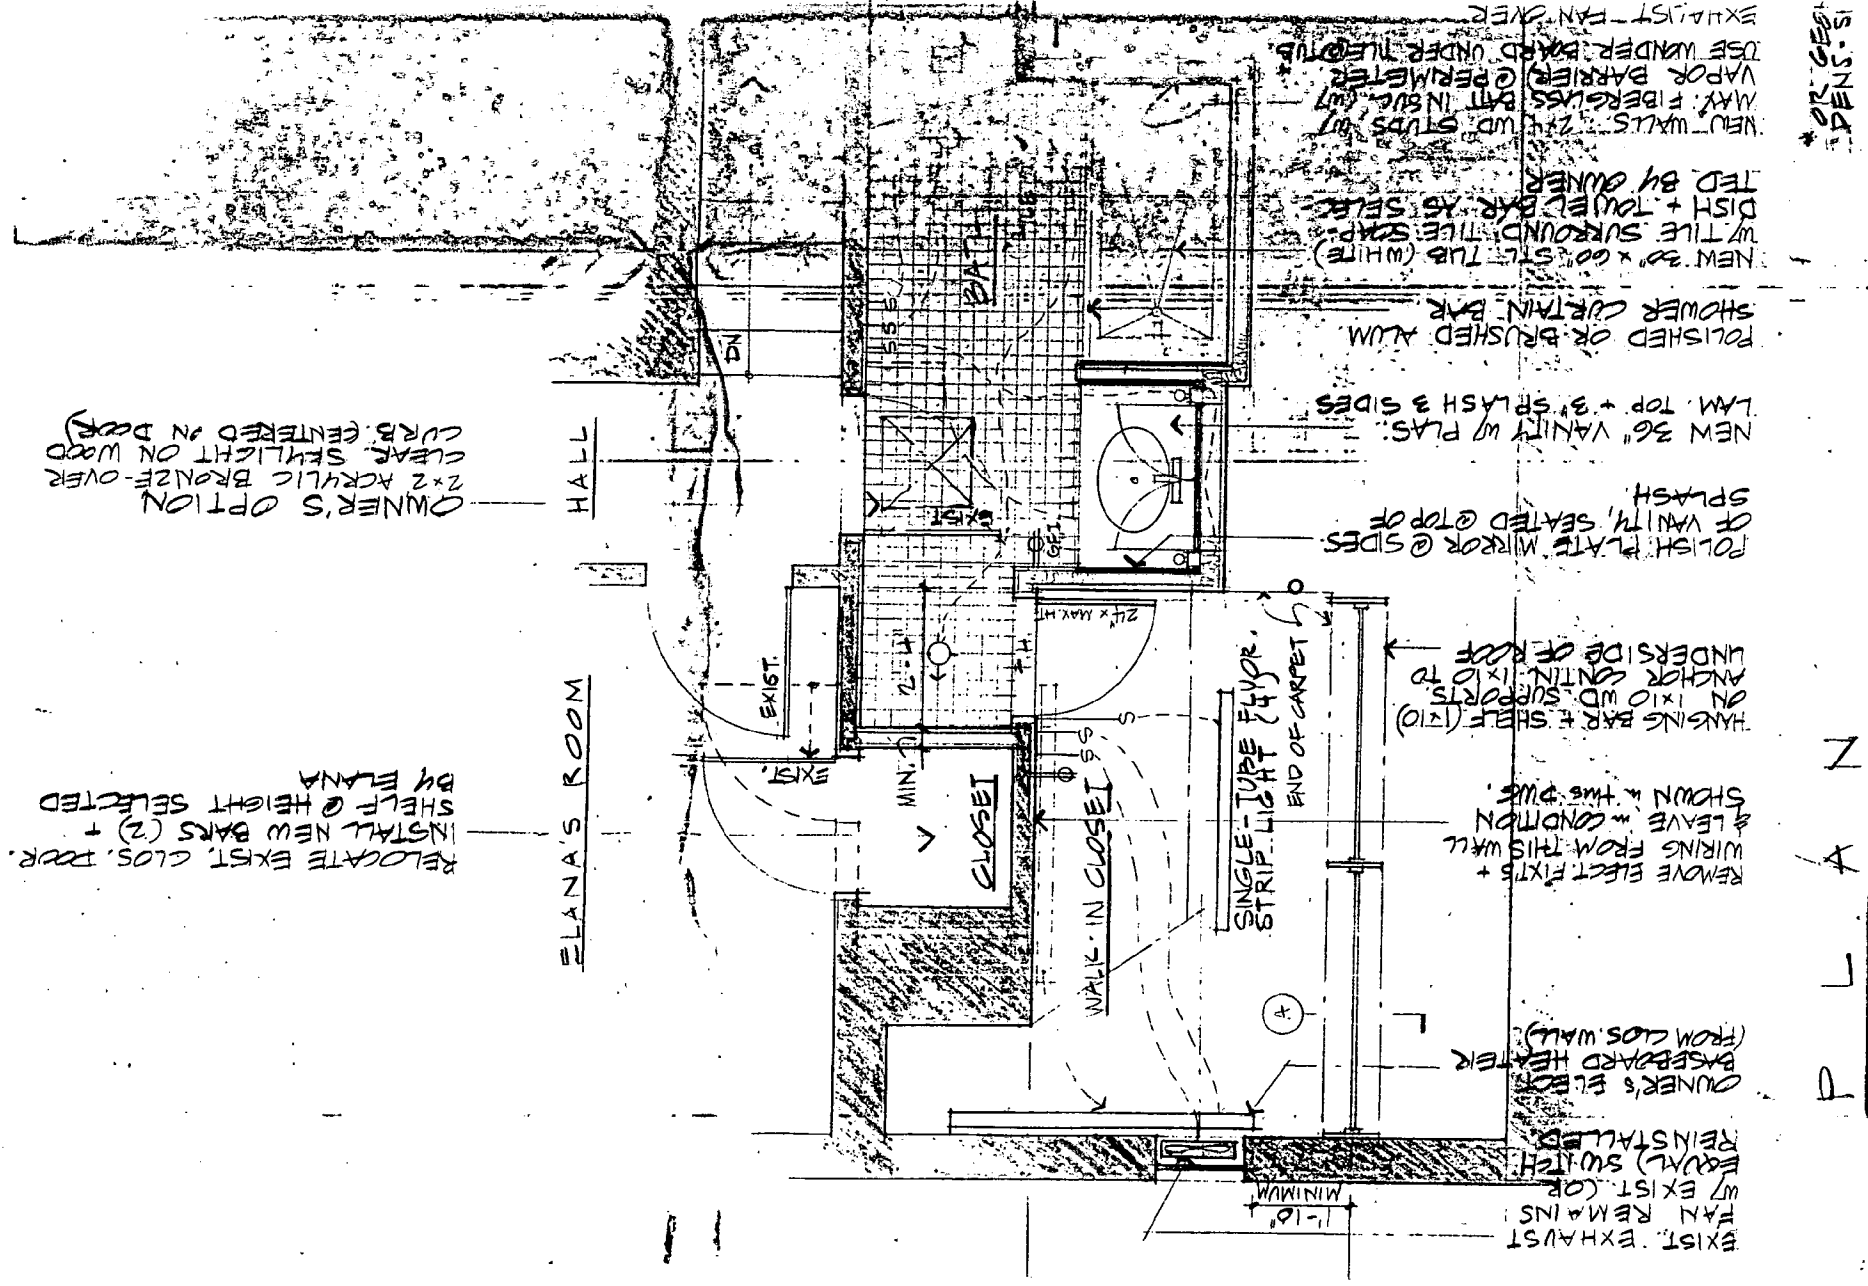 EXIST. EXHAUST
FAN REMAINS
W/ EXIST. (OR
EQUAL) SWITCH
REINSTALLED
1'-10"
MINIMUM
OWNER'S ELECT.
BASEBOARD HEATER
(FROM CLOS. WALL)
A
REMOVE ELECT. FIXT'S +
WIRING FROM THIS WALL
& LEAVE IN CONDITION
SHOWN IN THIS DWG.
HANGING BAR & SHELF (1x10)
ON 1x10 WD. SUPPORTS
ANCHOR CONTIN. 1x10 TO
UNDERSIDE OF ROOF
POLISH PLATE MIRROR @ SIDES
OF VANITY, SEATED @ TOP OF
SPLASH.
NEW 36" VANITY W/ PLAS.
LAM. TOP + 3" SPLASH 3 SIDES
POLISHED OR BRUSHED ALUM
SHOWER CURTAIN BAR
NEW 30" x 60" STL TUB (WHITE)
W/ TILE SURROUND, TILE SOAP-
DISH + TOWEL BAR AS SELEC-
TED BY OWNER
NEW WALLS: 2x4 WD. STUDS W/
MAX. FIBERGLASS BATT INSUL. (W/
VAPOR BARRIER) @ PERIMETER
USE WONDER BOARD UNDER TILE @ TUB
EXHAUST FAN OVER
*OR
DENS-
PLAN
WALK-IN CLOSET
CLOSET
SINGLE-TUBE FLUOR.
STRIP LIGHT (4')
END OF CARPET
24" x MAX. HT.
S
S
S
MIN.
2-4
GFI
EXIST.
BATH
S S S
DN
HALL
ELANA'S ROOM
EXIST.
EXIST.
RELOCATE EXIST. CLOS. DOOR.
INSTALL NEW BARS (2) +
SHELF @ HEIGHT SELECTED
BY ELANA
OWNER'S OPTION
2x2 ACRYLIC BRONZE-OVER-
CLEAR SKYLIGHT ON WOOD
CURB (CENTERED ON DOOR)